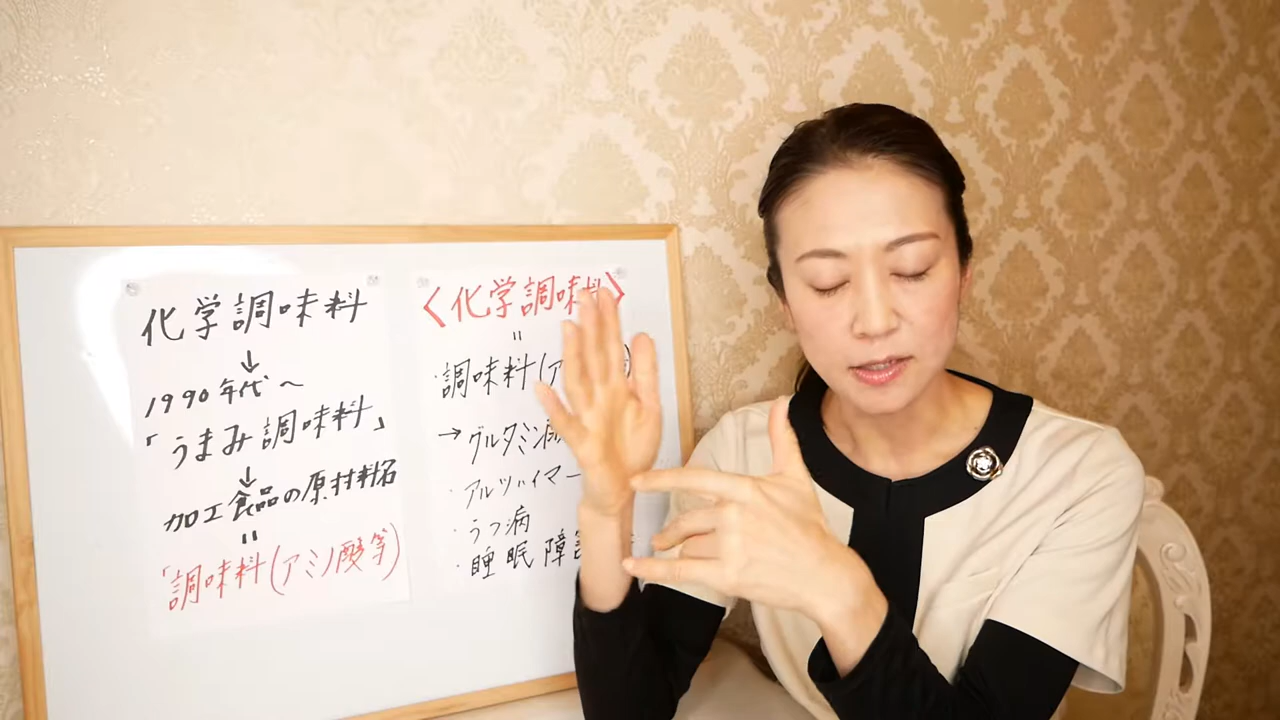 化学調味料
↓
1990年代〜
「うまみ調味料」
↓
加工食品の原材料名
〃
「調味料(アミノ酸等)
〈化学調味料〉
〃
・調味料(ア
→グルタミン酸
・アルツハイマー
・うつ病
・睡眠障害